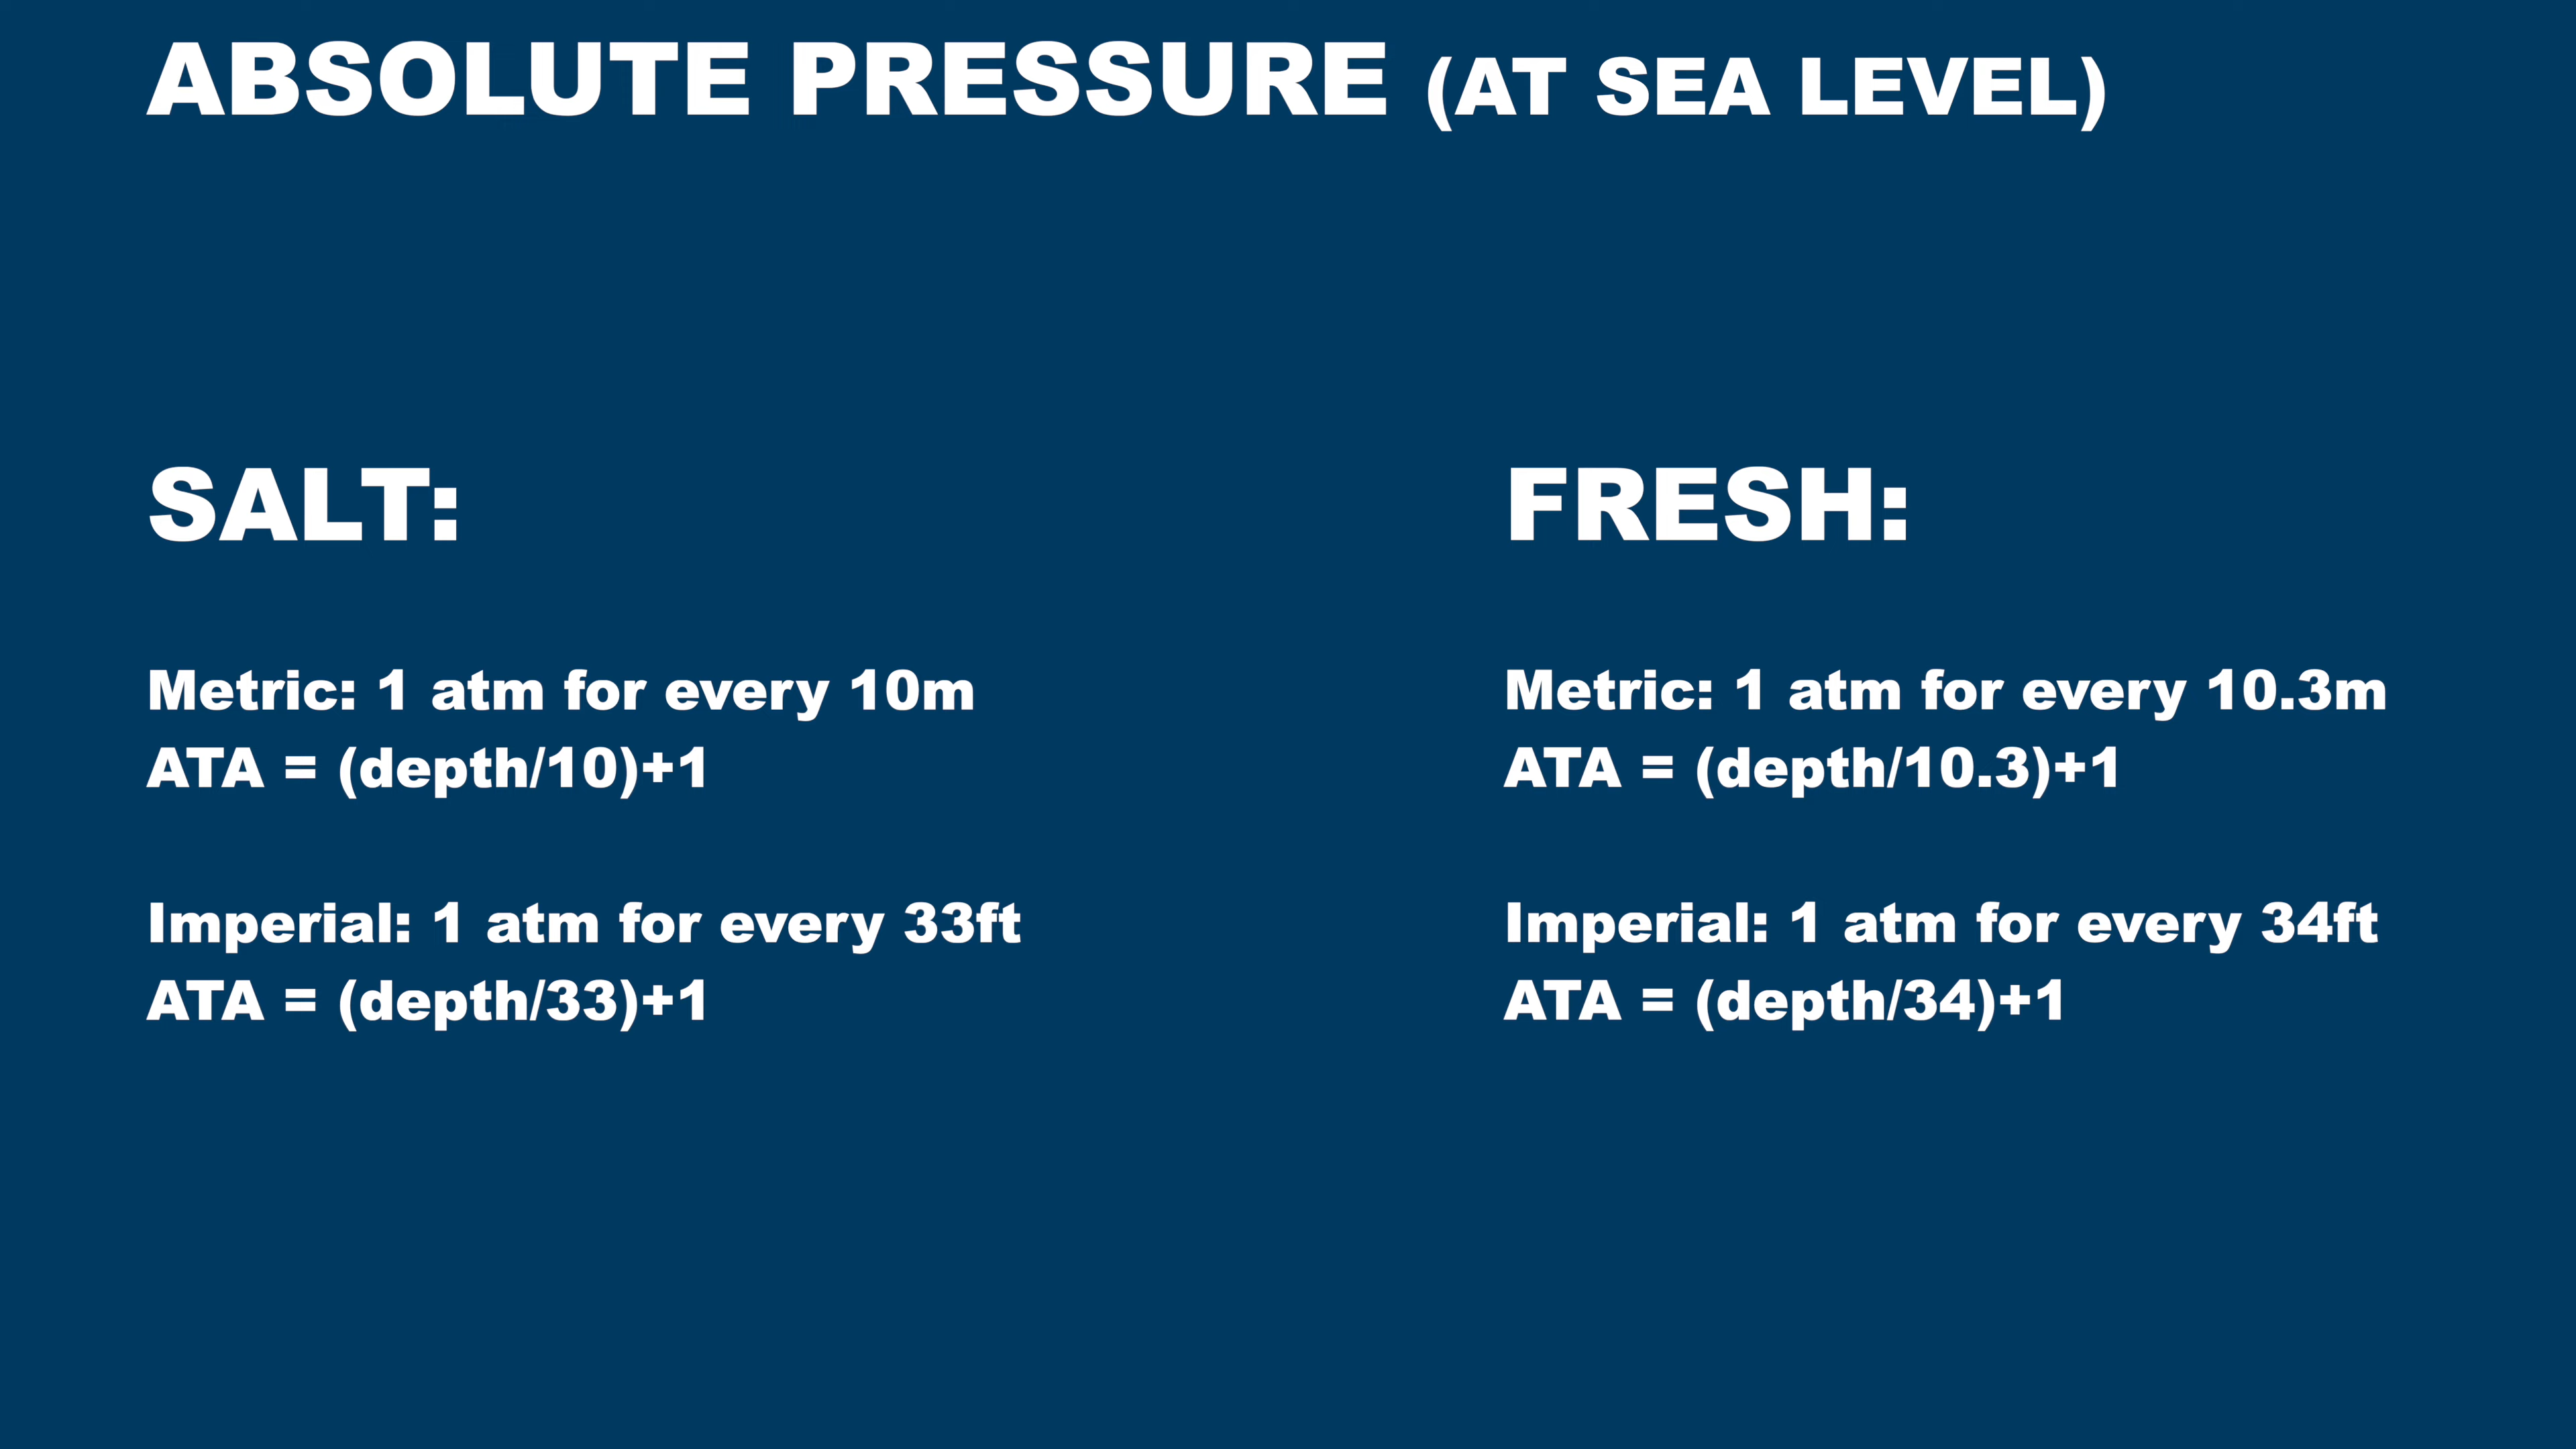 ABSOLUTE PRESSURE (AT SEA LEVEL)
SALT:
Metric: 1 atm for every 10m
ATA = (depth/10)+1
Imperial: 1 atm for every 33ft
ATA = (depth/33)+1
FRESH:
Metric: 1 atm for every 10.3m
ATA = (depth/10.3)+1
Imperial: 1 atm for every 34ft
ATA = (depth/34)+1